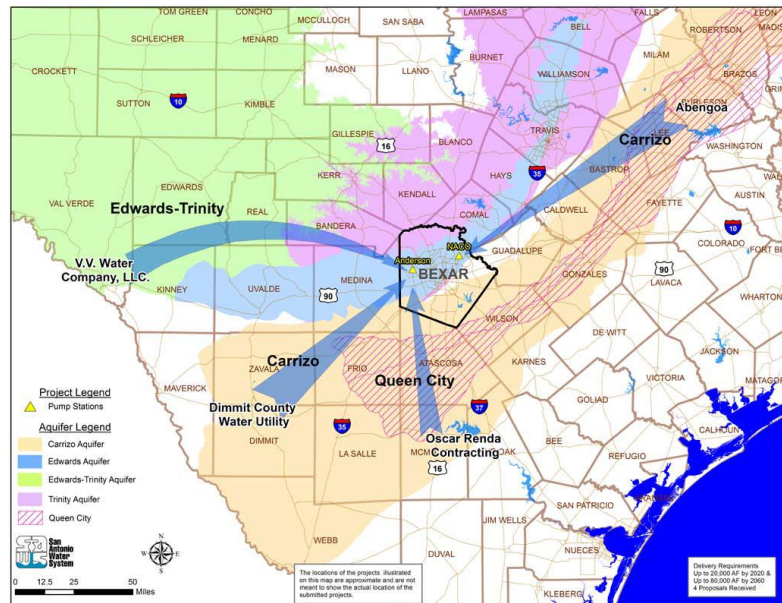 TOM GREEN
CONCHO
MCCULLOCH
SAN SABA
LAMPASAS
BELL
FALLS
ROBERTSON
LEON
SCHLEICHER
MENARD
BURNET
MILAM
CROCKETT
MASON
LLANO
WILLIAMSON
BRAZOS
SUTTON
10
KIMBLE
Abengoa
BURLESON
GILLESPIE
16
BLANCO
TRAVIS
Carrizo
LEE
WASHINGTON
HAYS
35
BASTROP
KERR
KENDALL
FAYETTE
AUSTIN
VAL VERDE
EDWARDS
REAL
Edwards-Trinity
BANDERA
COMAL
CALDWELL
10
COLORADO
FORT BE
V.V. Water
Company, LLC.
NACO
Anderson
BEXAR
GUADALUPE
KINNEY
UVALDE
90
MEDINA
GONZALES
90
LAVACA
WHARTON
WILSON
DE WITT
JACKSON
MAVERICK
ZAVALA
Carrizo
FRIO
ATASCOSA
Queen City
KARNES
VICTORIA
MATAGOR
GOLIAD
Dimmit County
Water Utility
35
37
CALHOUN
DIMMIT
LA SALLE
Oscar Renda
Contracting
MCM
OAK
16
BEE
REFUGIO
SAN PATRICIO
WEBB
DUVAL
JIM WELLS
NUECES
KLEBERG
Project Legend
Pump Stations
Aquifer Legend
Carrizo Aquifer
Edwards Aquifer
Edwards-Trinity Aquifer
Trinity Aquifer
Queen City
San
Antonio
Water
System
N
W
E
S
0 12.5 25 50
Miles
The locations of the projects illustrated
on this map are approximate and are not
meant to show the actual location of the
submitted projects.
Delivery Requirements
Up to 20,000 AF by 2020 &
Up to 80,000 AF by 2060
4 Proposals Received